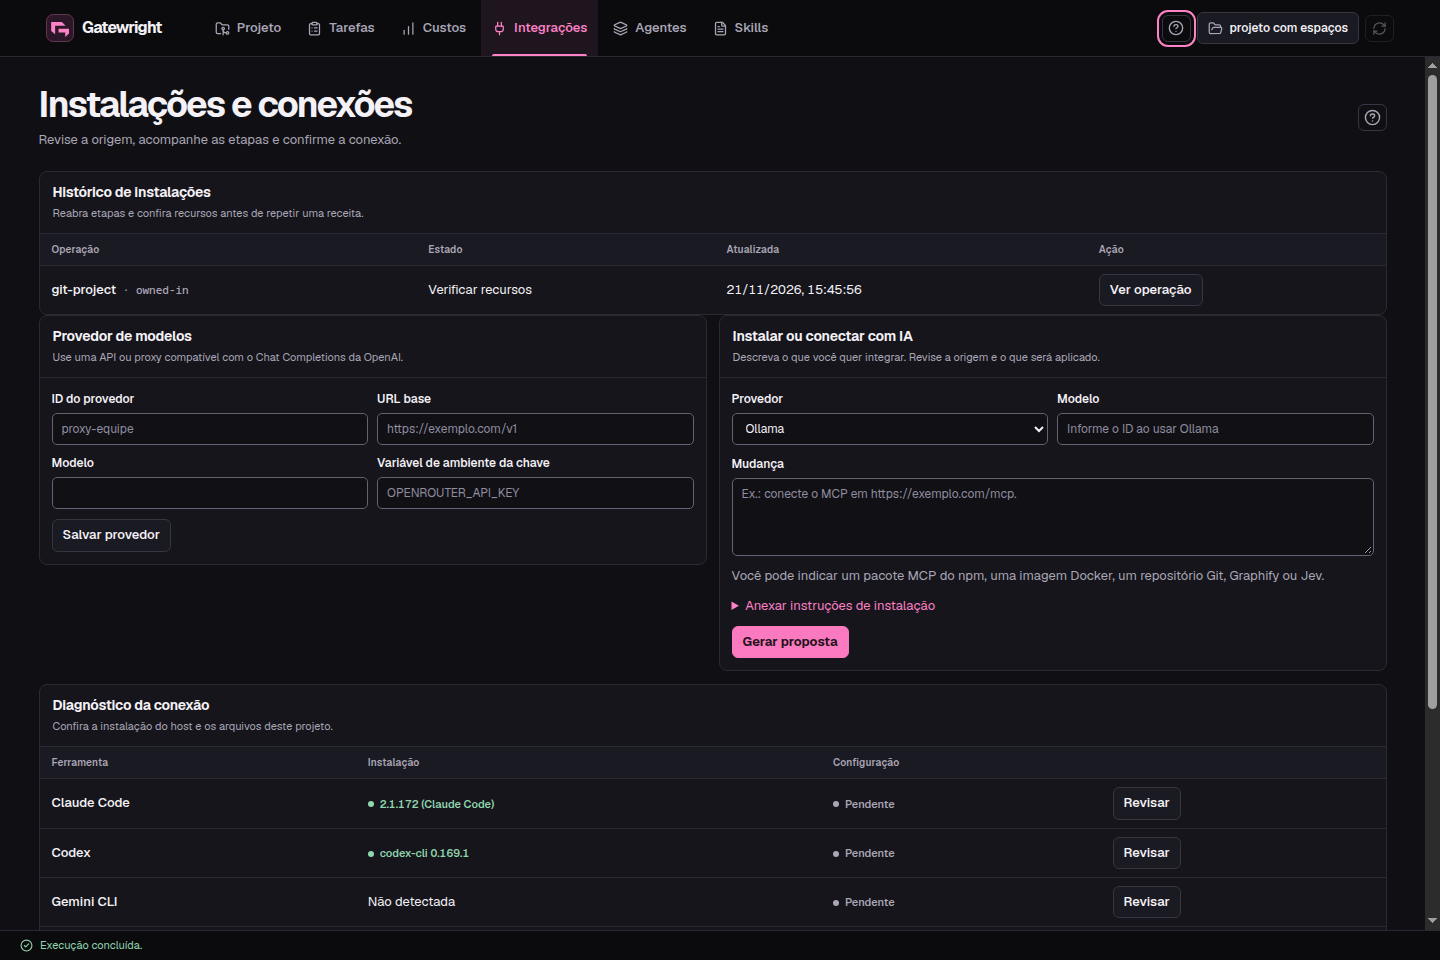 Gatewright
Projeto
Tarefas
Custos
Integrações
Agentes
Skills
projeto com espaços
Instalações e conexões
Revise a origem, acompanhe as etapas e confirme a conexão.
Histórico de instalações
Reabra etapas e confira recursos antes de repetir uma receita.
Operação Estado Atualizada Ação
git-project · owned-in Verificar recursos 21/11/2026, 15:45:56 Ver operação
Provedor de modelos
Use uma API ou proxy compatível com o Chat Completions da OpenAI.
ID do provedor URL base
proxy-equipe https://exemplo.com/v1
Modelo Variável de ambiente da chave
OPENROUTER_API_KEY
Salvar provedor
Instalar ou conectar com IA
Descreva o que você quer integrar. Revise a origem e o que será aplicado.
Provedor Modelo
Ollama Informe o ID ao usar Ollama
Mudança
Ex.: conecte o MCP em https://exemplo.com/mcp.
Você pode indicar um pacote MCP do npm, uma imagem Docker, um repositório Git, Graphify ou Jev.
Anexar instruções de instalação
Gerar proposta
Diagnóstico da conexão
Confira a instalação do host e os arquivos deste projeto.
Ferramenta Instalação Configuração
Claude Code 2.1.172 (Claude Code) Pendente Revisar
Codex codex-cli 0.169.1 Pendente Revisar
Gemini CLI Não detectada Pendente Revisar
Execução concluída.